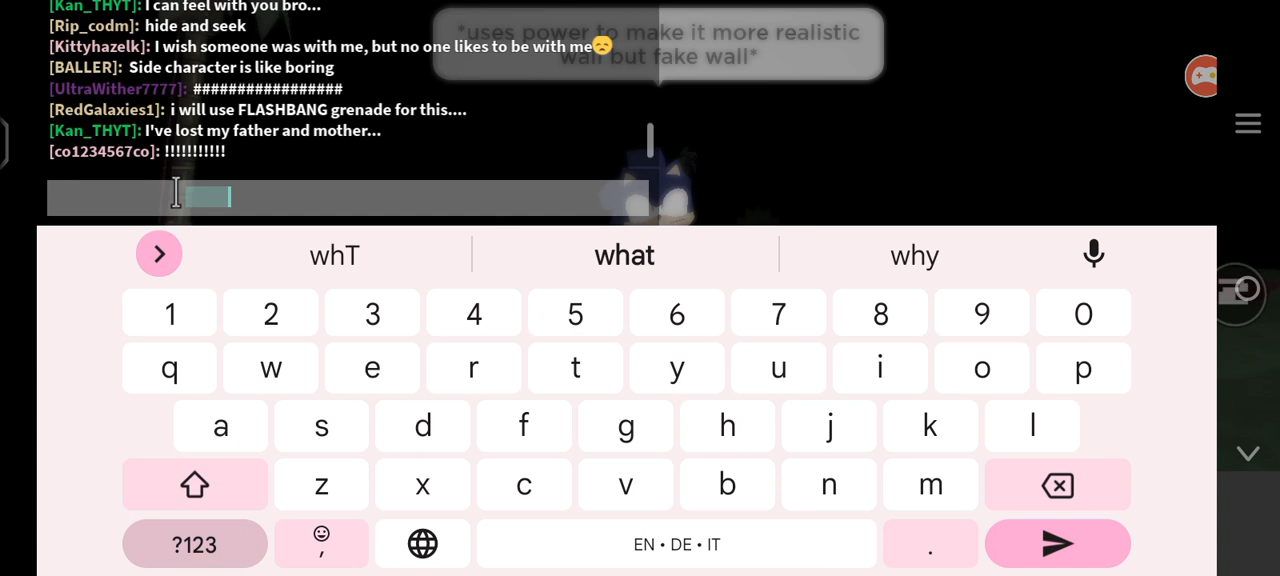 [Kan_THYT]: I can feel with you bro...
[Rip_codm]: hide and seek
[Kittyhazelk]: I wish someone was with me, but no one likes to be with me😞
[BALLER]: Side character is like boring
[UltraWither7777]: #################
[RedGalaxies1]: i will use FLASHBANG grenade for this....
[Kan_THYT]: I've lost my father and mother...
[co1234567co]: !!!!!!!!!!!
*uses power to make it more realistic
wall but fake wall*
whT what why
1 2 3 4 5 6 7 8 9 0
q w e r t y u i o p
a s d f g h j k l
z x c v b n m
?123 , EN • DE • IT .